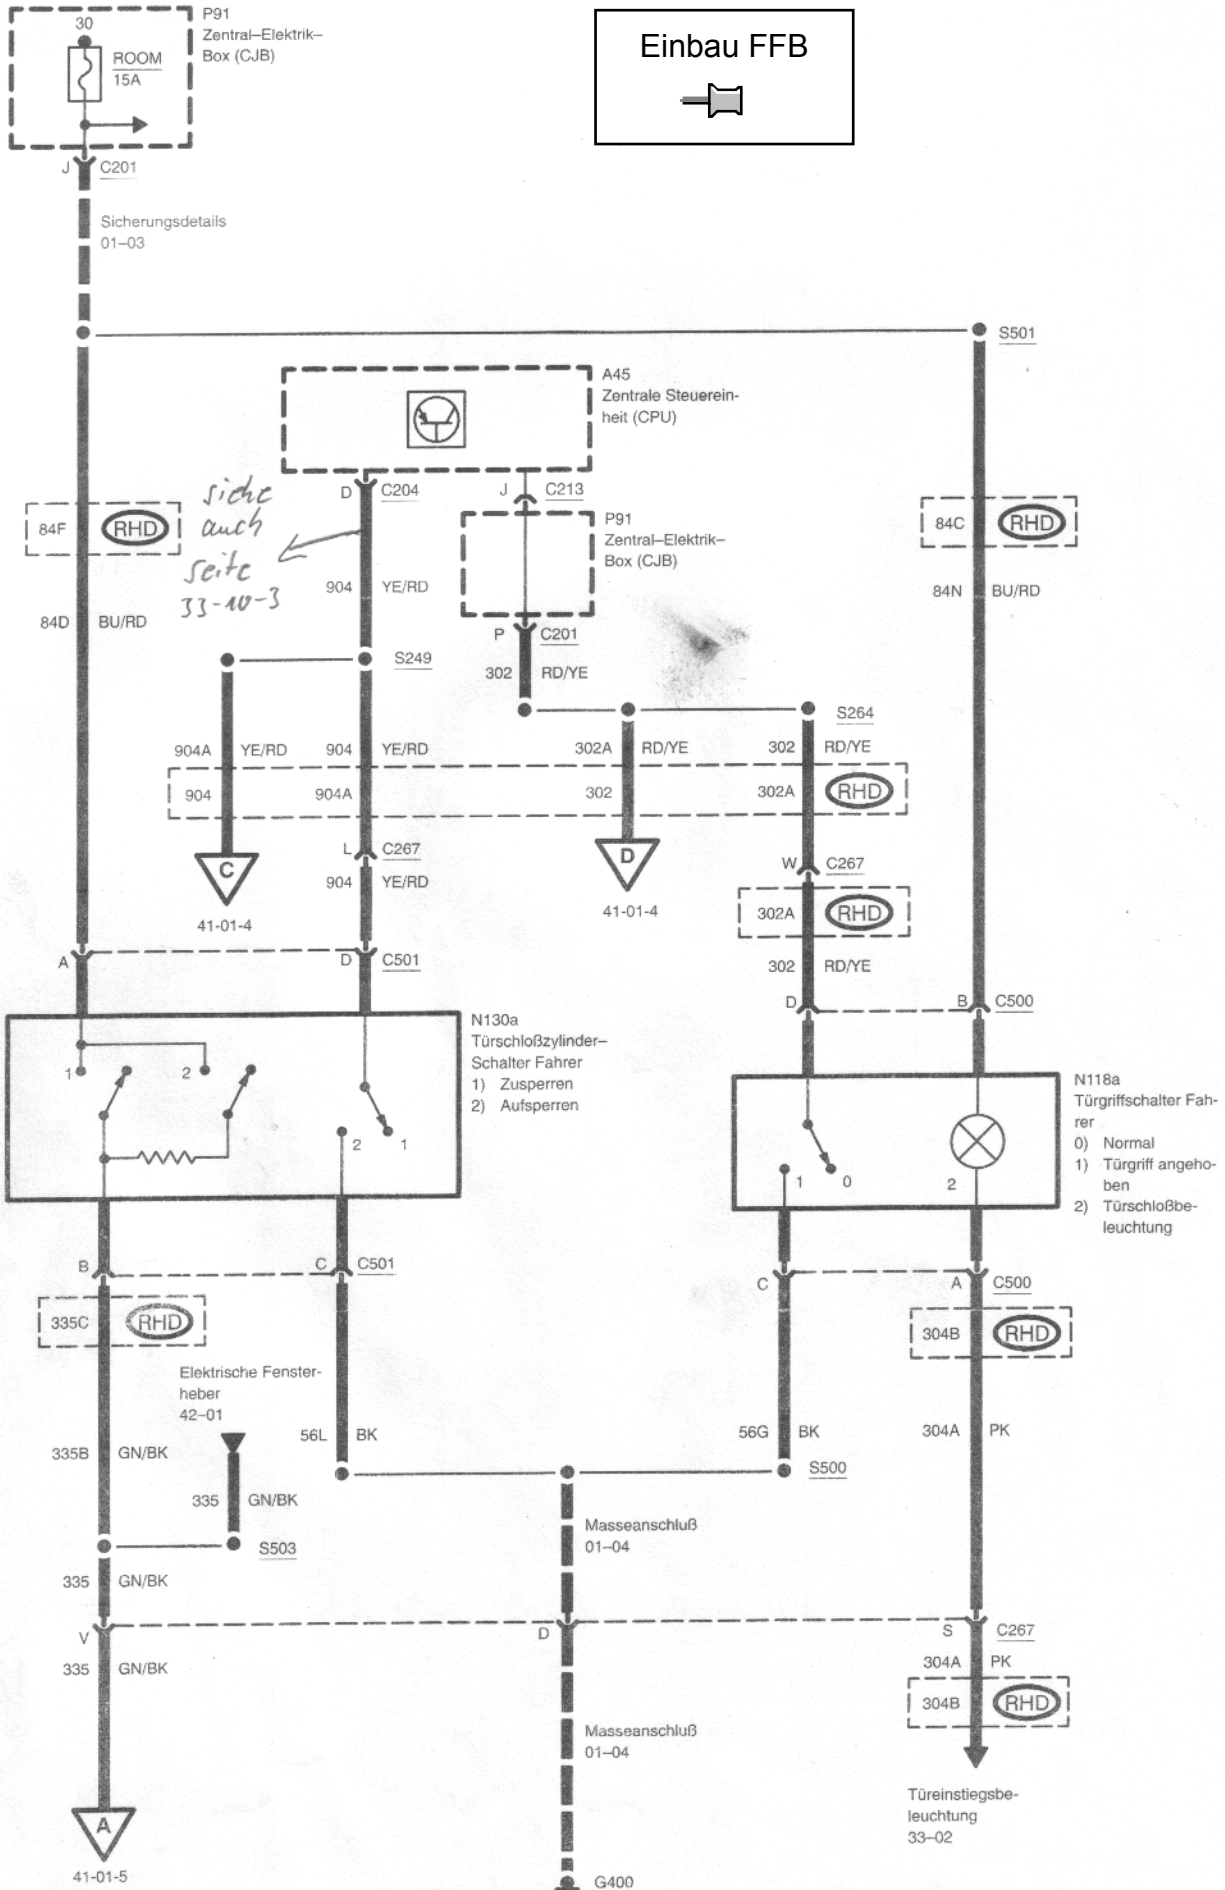 30
ROOM
15A
P91
Zentral–Elektrik–
Box (CJB)
Einbau FFB
J
C201
Sicherungsdetails
01–03
S501
A45
Zentrale Steuerein-
heit (CPU)
D
C204
J
C213
siehe
auch
seite
33-10-3
84F
RHD
P91
Zentral–Elektrik–
Box (CJB)
84C
RHD
904
YE/RD
84N
BU/RD
84D
BU/RD
P
C201
S249
302
RD/YE
S264
904A
YE/RD
904
YE/RD
302A
RD/YE
302
RD/YE
904
904A
302
302A
RHD
L
C267
C
D
W
C267
904
YE/RD
41-01-4
41-01-4
302A
RHD
A
D
C501
302
RD/YE
D
B
C500
N130a
Türschloßzylinder–
Schalter Fahrer
1) Zusperren
2) Aufsperren
1
2
2
1
N118a
Türgriffschalter Fah-
rer
0) Normal
1) Türgriff angeho-
ben
2) Türschloßbe-
leuchtung
1
0
2
B
C
C501
C
A
C500
335C
RHD
304B
RHD
Elektrische Fenster-
heber
42–01
335B
GN/BK
56L
BK
56G
BK
304A
PK
S500
335
GN/BK
S503
Masseanschluß
01–04
335
GN/BK
V
D
S
C267
335
GN/BK
304A
PK
304B
RHD
Masseanschluß
01–04
Türeinstiegsbe-
leuchtung
33–02
A
41-01-5
G400